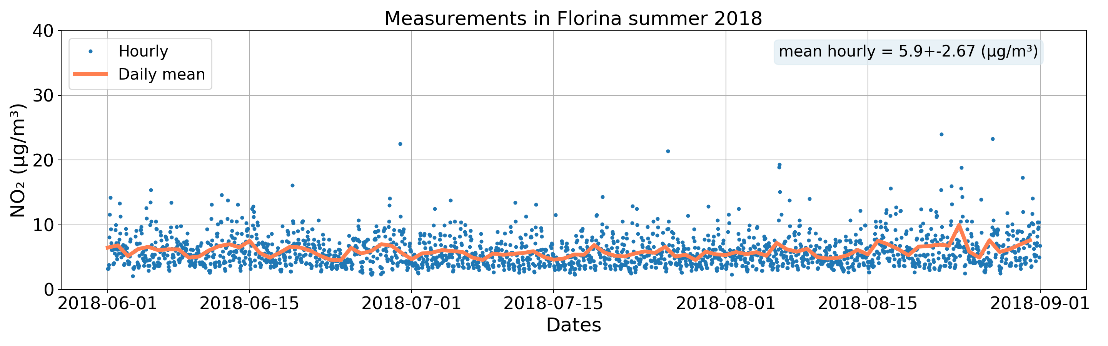 Measurements in Florina summer 2018
40
30
20
10
0
NO₂ (μg/m³)
Hourly
Daily mean
mean hourly = 5.9+-2.67 (μg/m³)
2018-06-01 2018-06-15 2018-07-01 2018-07-15 2018-08-01 2018-08-15 2018-09-01
Dates